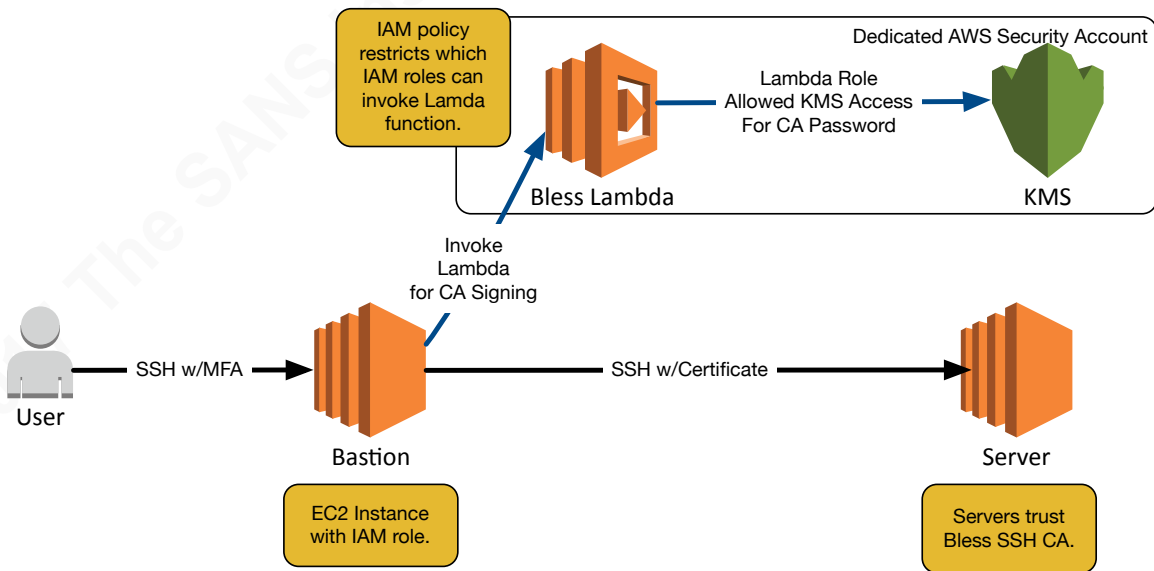 IAM policy
restricts which
IAM roles can
invoke Lamda
function.
Dedicated AWS Security Account
Lambda Role
Allowed KMS Access
For CA Password
Bless Lambda
KMS
Invoke
Lambda
for CA Signing
SSH w/MFA
SSH w/Certificate
User
Bastion
Server
EC2 Instance
with IAM role.
Servers trust
Bless SSH CA.
The SANS